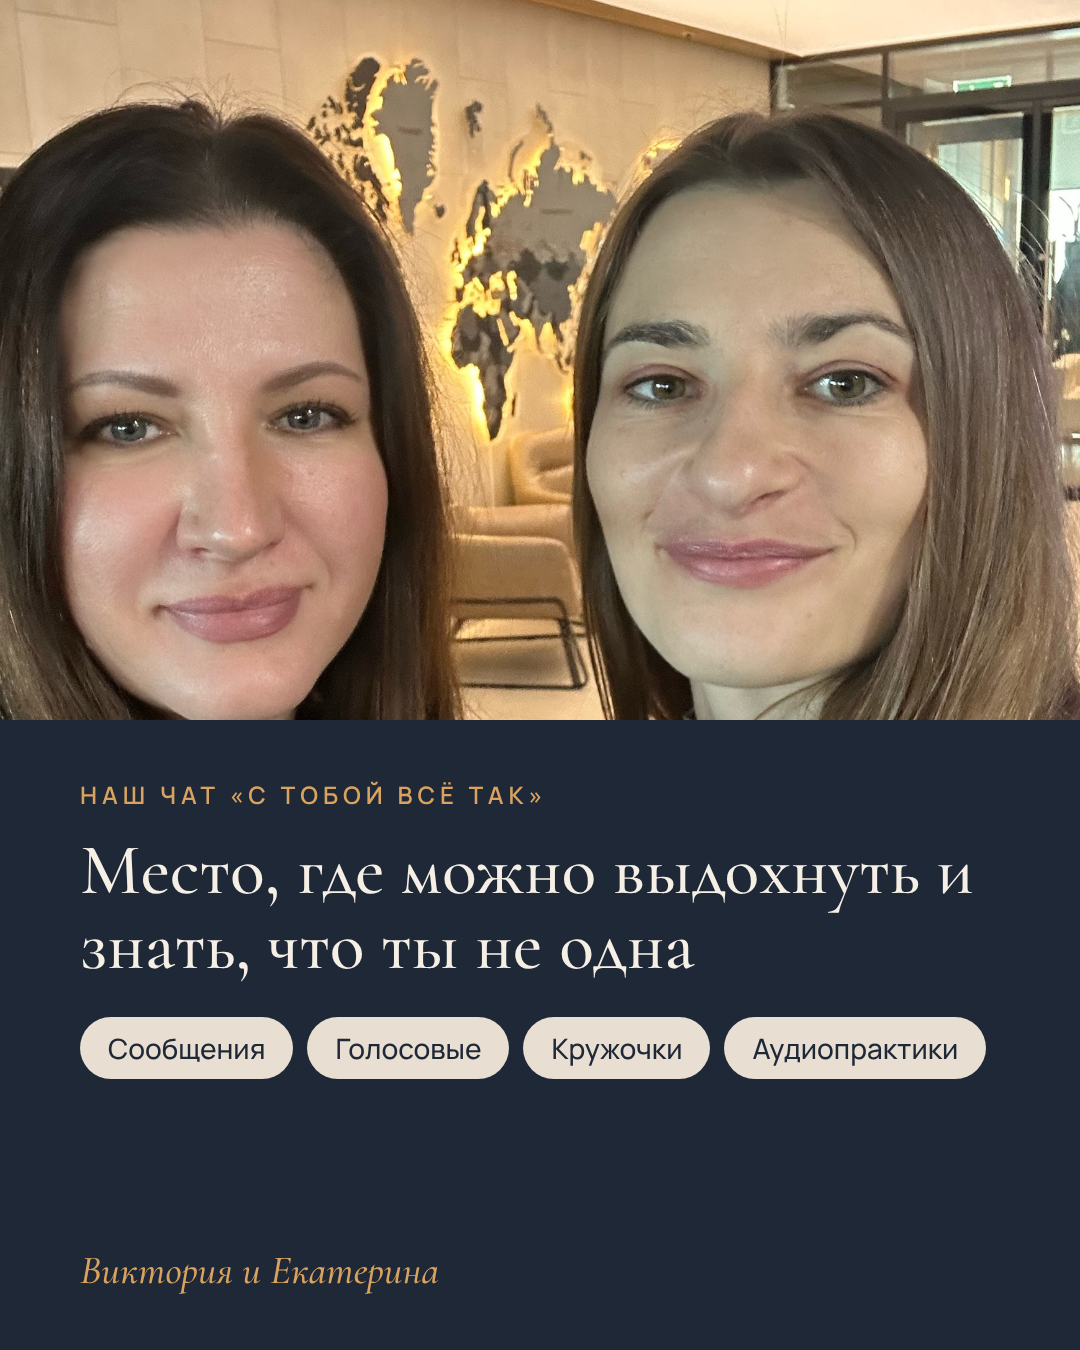 НАШ ЧАТ «С ТОБОЙ ВСЁ ТАК»
Место, где можно выдохнуть и
знать, что ты не одна
Сообщения Голосовые Кружочки Аудиопрактики
Виктория и Екатерина